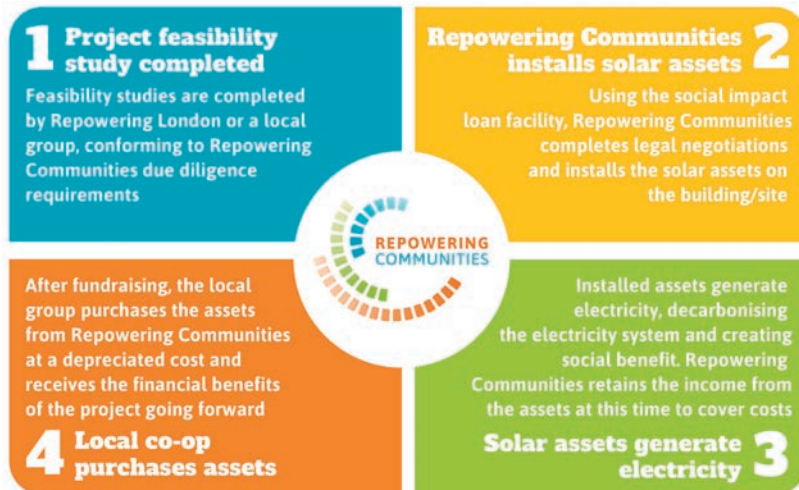 1 Project feasibility
study completed
Feasibility studies are completed
by Repowering London or a local
group, conforming to Repowering
Communities due diligence
requirements
Repowering Communities 2
installs solar assets
Using the social impact
loan facility, Repowering Communities
completes legal negotiations
and installs the solar assets on
the building/site
REPOWERING
COMMUNITIES
Installed assets generate
electricity, decarbonising
the electricity system and creating
social benefit. Repowering
Communities retains the income from
the assets at this time to cover costs
Solar assets generate 3
electricity
After fundraising, the local
group purchases the assets
from Repowering Communities
at a depreciated cost and
receives the financial benefits
of the project going forward
4 Local co-op
purchases assets